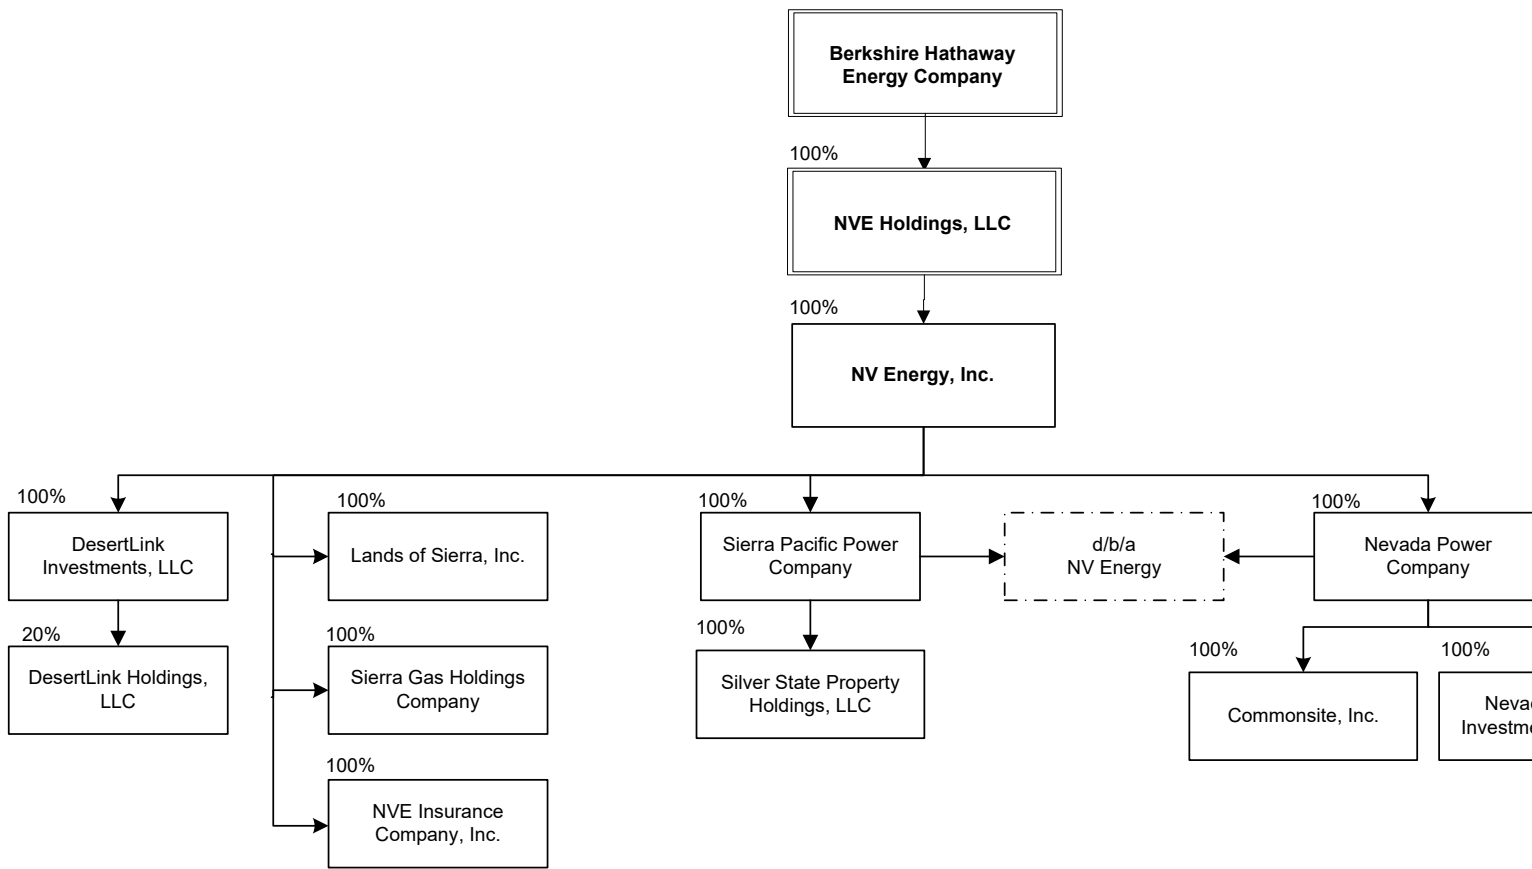 Berkshire Hathaway
Energy Company
100%
NVE Holdings, LLC
100%
NV Energy, Inc.
100%
DesertLink
Investments, LLC
100%
Lands of Sierra, Inc.
100%
Sierra Pacific Power
Company
d/b/a
NV Energy
100%
Nevada Power
Company
20%
DesertLink Holdings,
LLC
100%
Sierra Gas Holdings
Company
100%
Silver State Property
Holdings, LLC
100%
Commonsite, Inc.
100%
100%
NVE Insurance
Company, Inc.